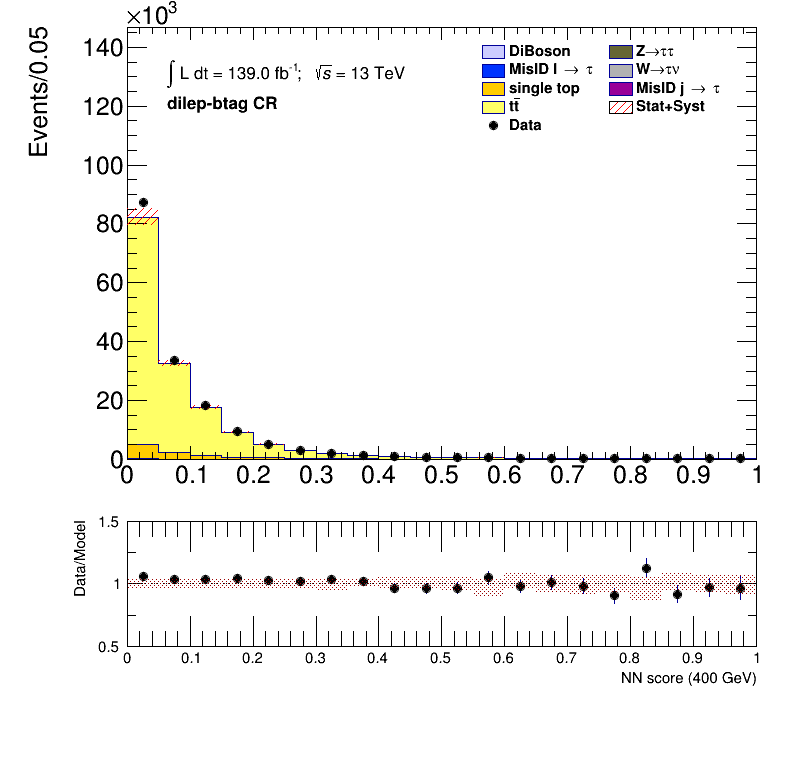 ×10³
Events/0.05
140
120
100
80
60
40
20
0
∫ L dt = 139.0 fb⁻¹; √s = 13 TeV
dilep-btag CR
DiBoson
MisID l → τ
single top
tt̄
Data
Z→ττ
W→τν
MisID j → τ
Stat+Syst
0 0.1 0.2 0.3 0.4 0.5 0.6 0.7 0.8 0.9 1
Data/Model
1.5
1
0.5
0 0.1 0.2 0.3 0.4 0.5 0.6 0.7 0.8 0.9 1
NN score (400 GeV)